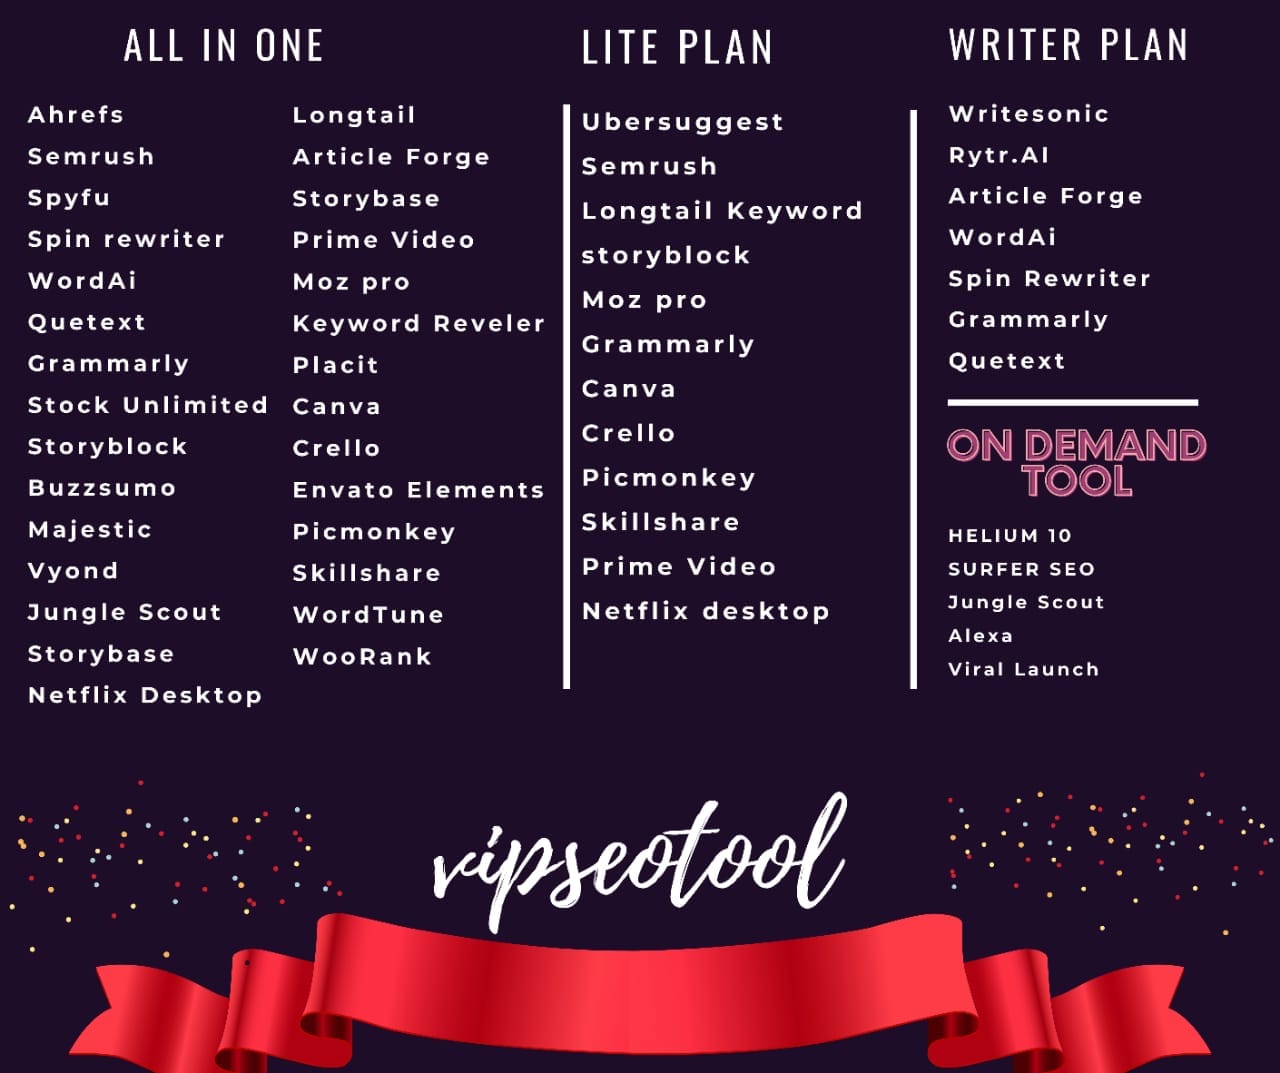 ALL IN ONE
Ahrefs
Semrush
Spyfu
Spin rewriter
WordAi
Quetext
Grammarly
Stock Unlimited
Storyblock
Buzzsumo
Majestic
Vyond
Jungle Scout
Storybase
Netflix Desktop
Longtail
Article Forge
Storybase
Prime Video
Moz pro
Keyword Reveler
Placit
Canva
Crello
Envato Elements
Picmonkey
Skillshare
WordTune
WooRank
LITE PLAN
Ubersuggest
Semrush
Longtail Keyword
storyblock
Moz pro
Grammarly
Canva
Crello
Picmonkey
Skillshare
Prime Video
Netflix desktop
WRITER PLAN
Writesonic
Rytr.AI
Article Forge
WordAi
Spin Rewriter
Grammarly
Quetext
ON DEMAND
TOOL
HELIUM 10
SURFER SEO
Jungle Scout
Alexa
Viral Launch
vipseotool